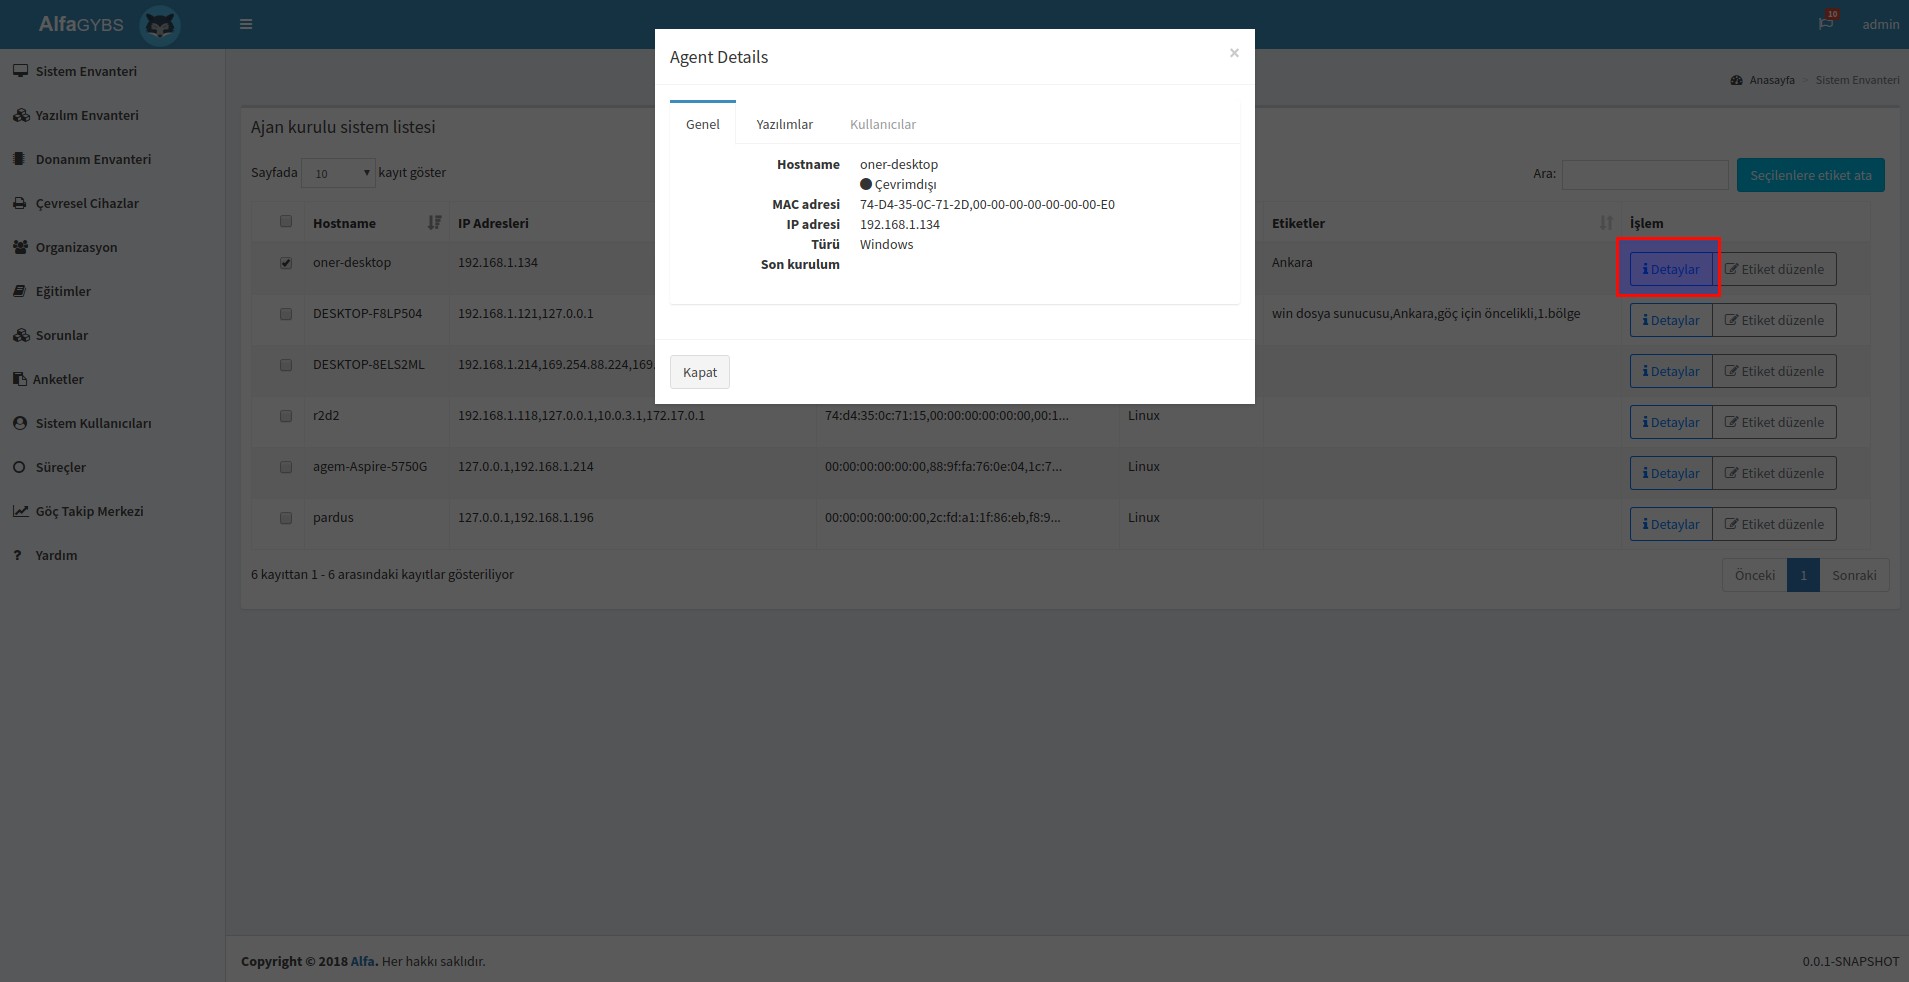 AlfaGYBS
10
admin
Agent Details
×
Genel
Yazılımlar
Kullanıcılar
Hostname oner-desktop
Çevrimdışı
MAC adresi 74-D4-35-0C-71-2D,00-00-00-00-00-00-00-E0
IP adresi 192.168.1.134
Türü Windows
Son kurulum
Kapat
Sistem Envanteri
Yazılım Envanteri
Donanım Envanteri
Çevresel Cihazlar
Organizasyon
Eğitimler
Sorunlar
Anketler
Sistem Kullanıcıları
Süreçler
Göç Takip Merkezi
Yardım
Anasayfa > Sistem Envanteri
Ajan kurulu sistem listesi
Sayfada 10 kayıt göster
Ara:
Seçilenlere etiket ata
Hostname IP Adresleri Etiketler İşlem
oner-desktop 192.168.1.134 Ankara Detaylar Etiket düzenle
DESKTOP-F8LP504 192.168.1.121,127.0.0.1 win dosya sunucusu,Ankara,göç için öncelikli,1.bölge Detaylar Etiket düzenle
DESKTOP-8ELS2ML 192.168.1.214,169.254.88.224,169. Detaylar Etiket düzenle
r2d2 192.168.1.118,127.0.0.1,10.0.3.1,172.17.0.1 74:d4:35:0c:71:15,00:00:00:00:00:00,00:1... Linux Detaylar Etiket düzenle
agem-Aspire-5750G 127.0.0.1,192.168.1.214 00:00:00:00:00:00,88:9f:fa:76:0e:04,1c:7... Linux Detaylar Etiket düzenle
pardus 127.0.0.1,192.168.1.196 00:00:00:00:00:00,2c:fd:a1:1f:86:eb,f8:9... Linux Detaylar Etiket düzenle
6 kayıttan 1 - 6 arasındaki kayıtlar gösteriliyor
Önceki 1 Sonraki
Copyright © 2018 Alfa. Her hakkı saklıdır.
0.0.1-SNAPSHOT